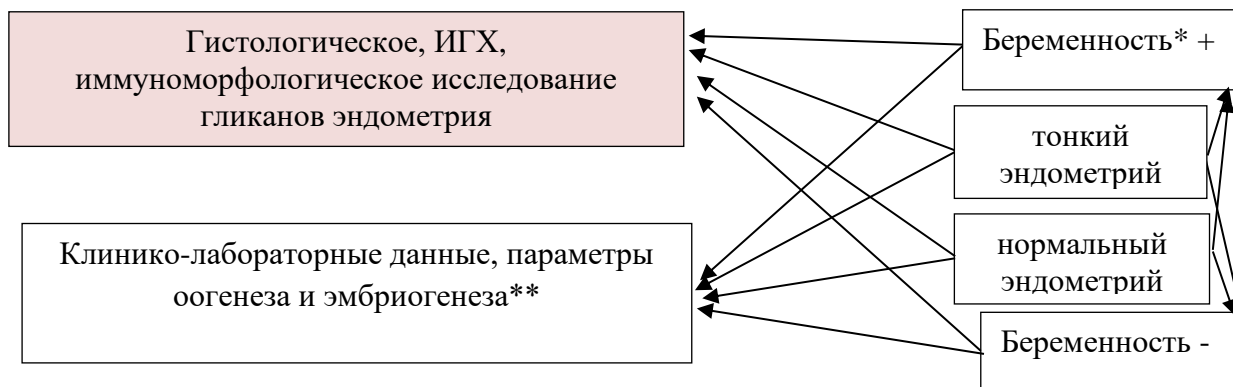 Гистологическое, ИГХ,
иммуноморфологическое исследование
гликанов эндометрия
Клинико-лабораторные данные, параметры
оогенеза и эмбриогенеза**
Беременность* +
тонкий
эндометрий
нормальный
эндометрий
Беременность -